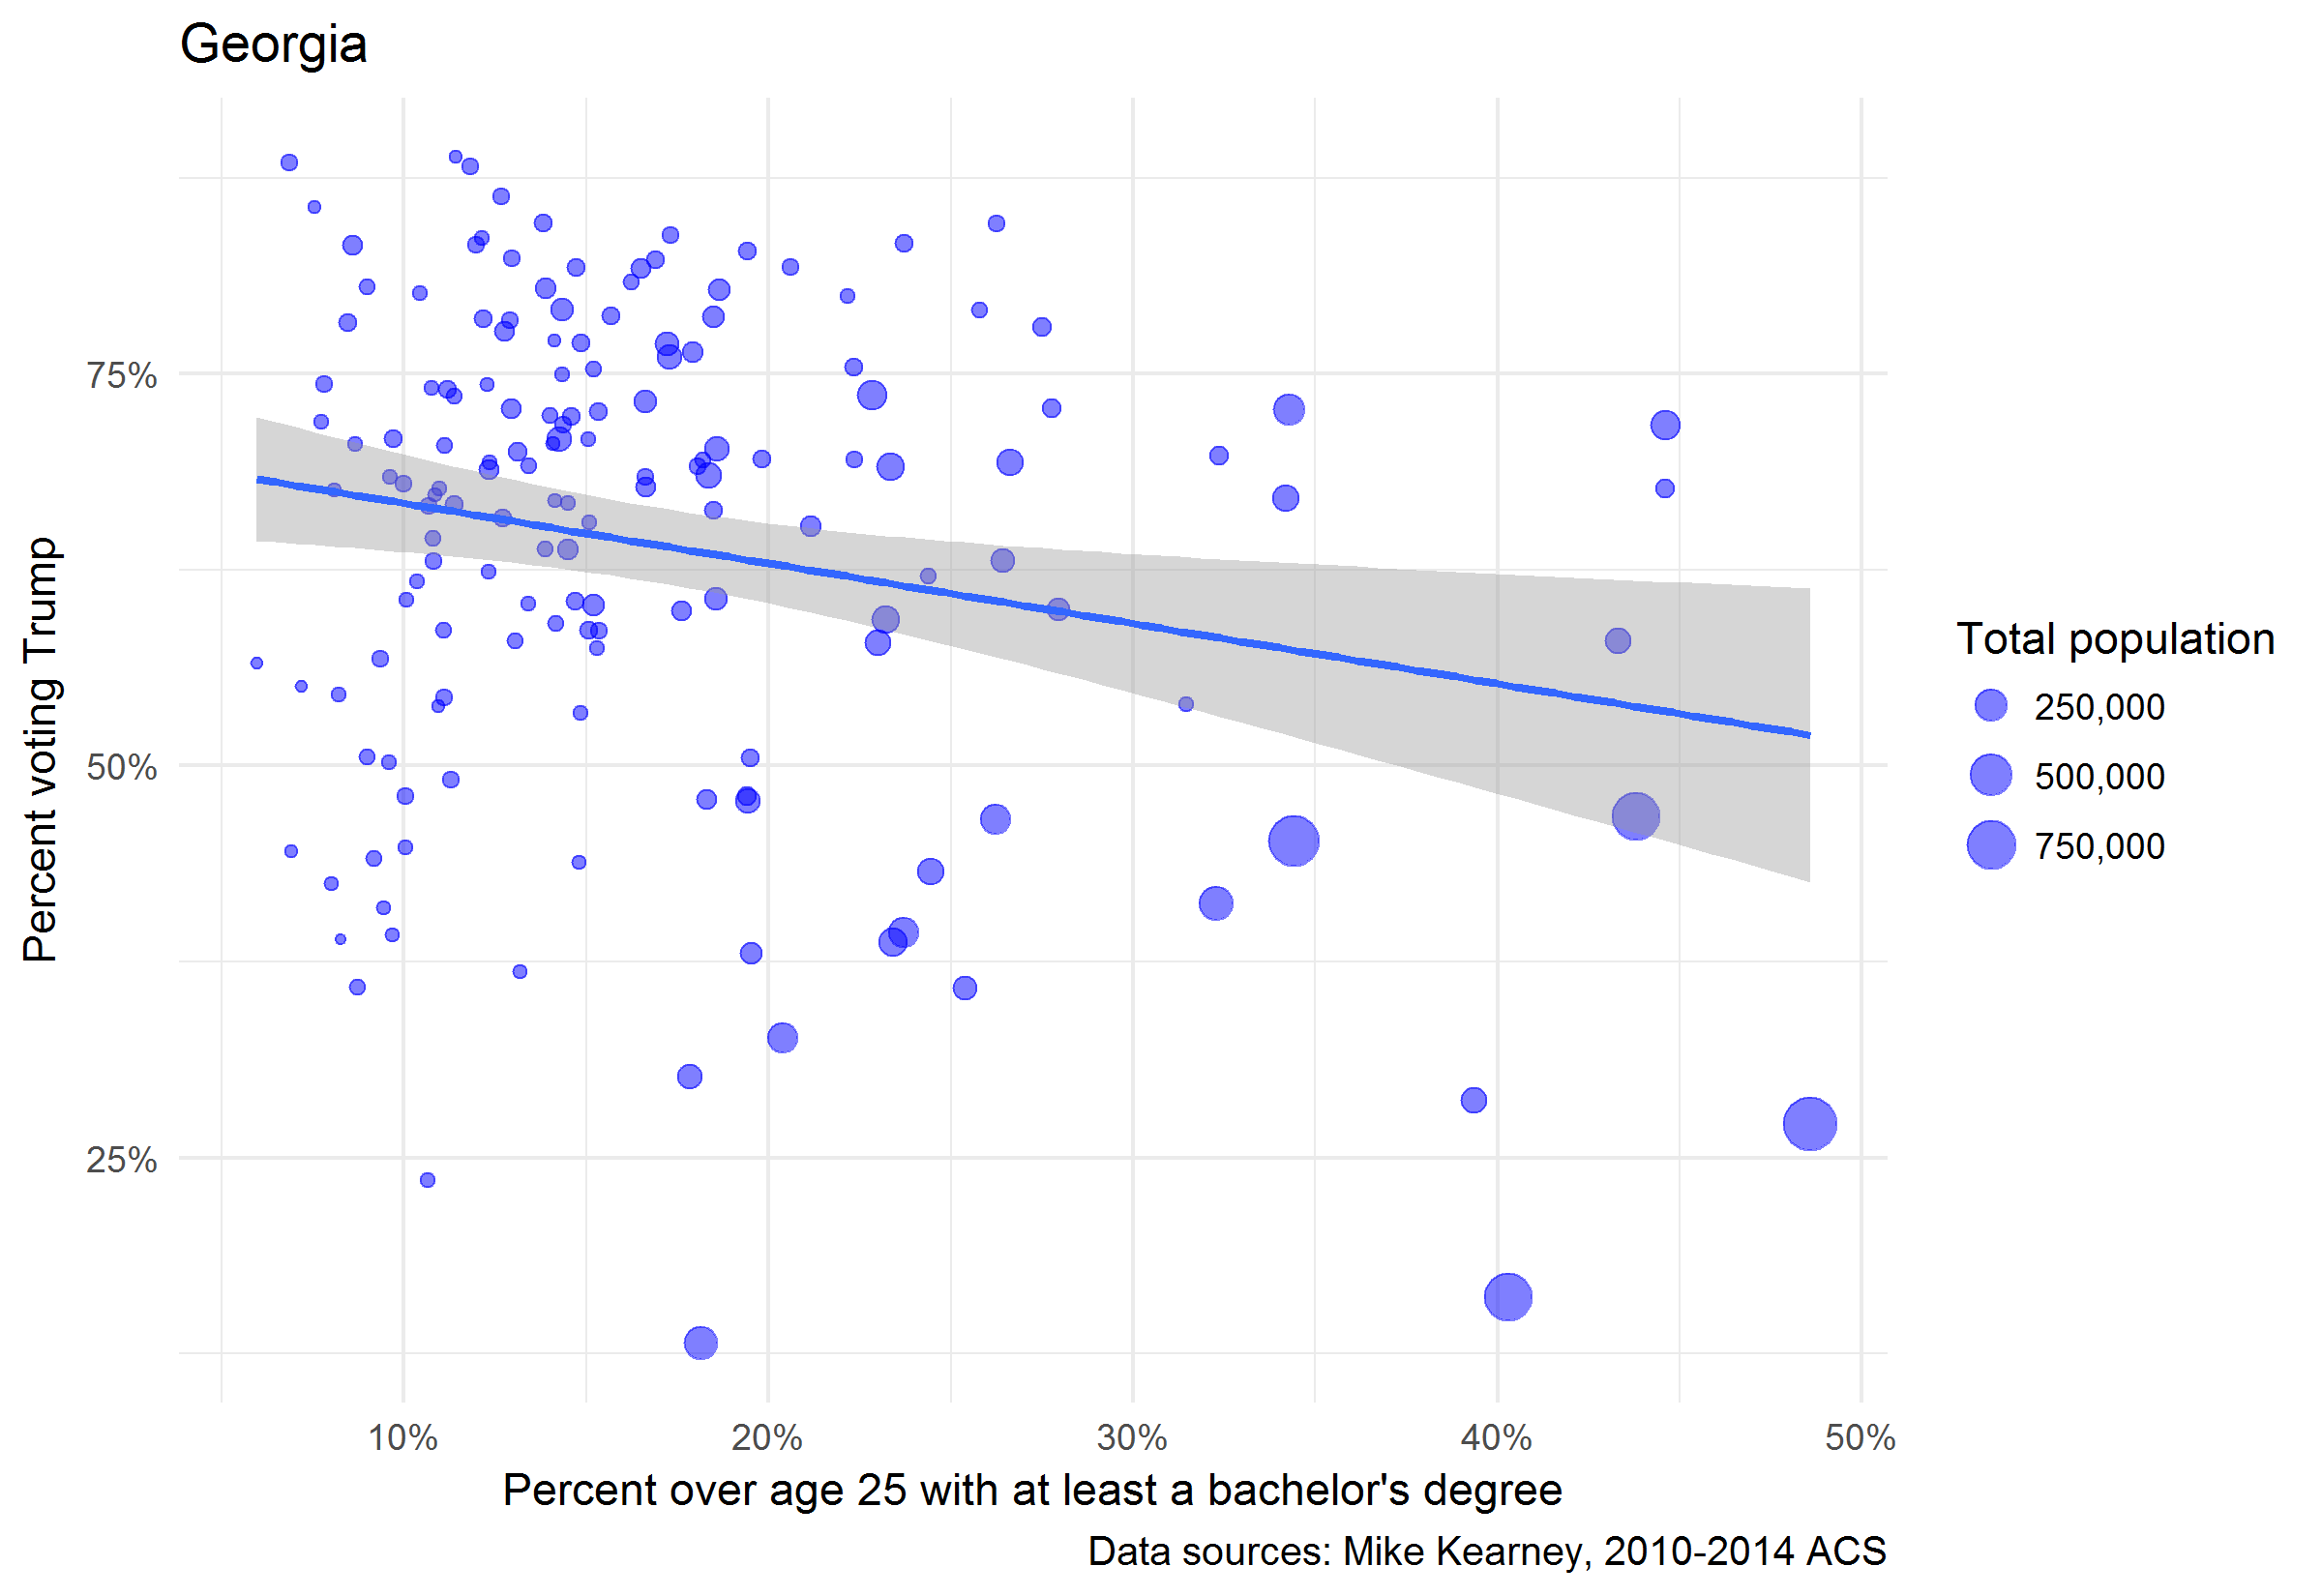 Georgia
Percent voting Trump
75%
50%
25%
10%
20%
30%
40%
50%
Percent over age 25 with at least a bachelor's degree
Data sources: Mike Kearney, 2010-2014 ACS
Total population
250,000
500,000
750,000